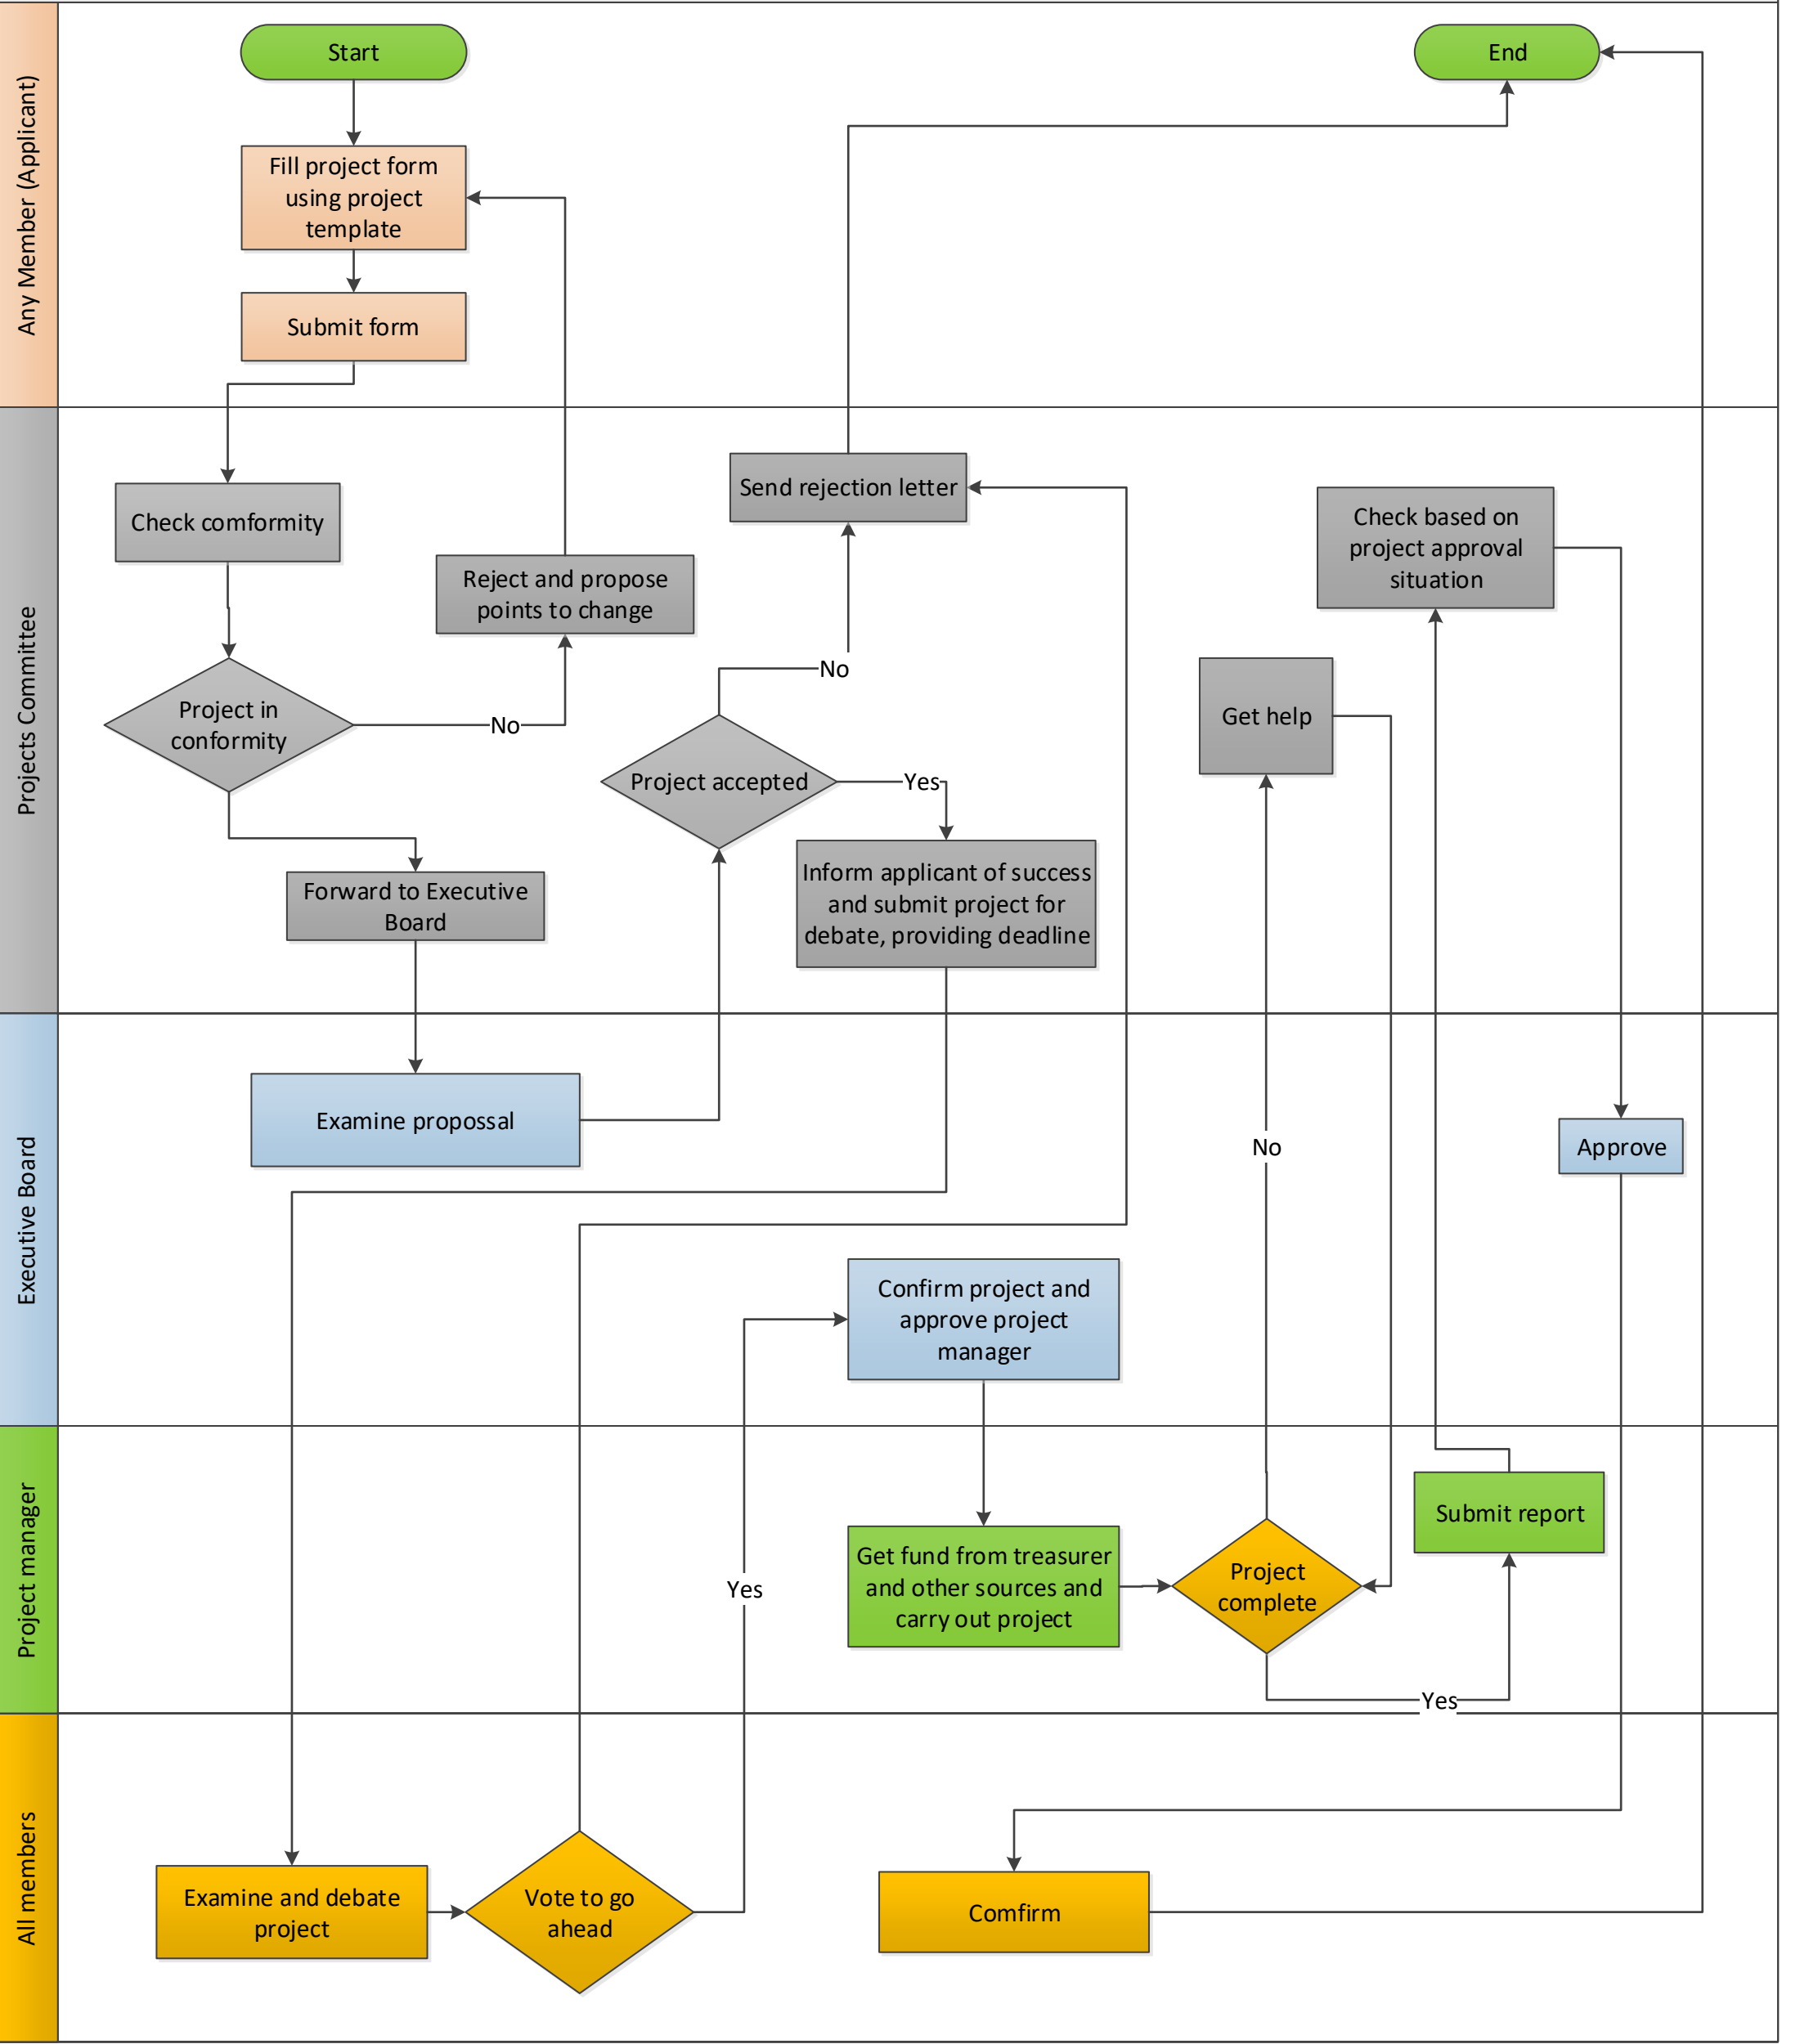 Any Member (Applicant)
Start
End
Fill project form
using project
template
Submit form
Projects Committee
Check comformity
Send rejection letter
Check based on
project approval
situation
Reject and propose
points to change
No
Get help
Project in
conformity
No
Project accepted
Yes
Inform applicant of success
and submit project for
debate, providing deadline
Forward to Executive
Board
Executive Board
Examine propossal
No
Approve
Confirm project and
approve project
manager
Project manager
Submit report
Get fund from treasurer
and other sources and
carry out project
Project
complete
Yes
Yes
All members
Examine and debate
project
Vote to go
ahead
Comfirm